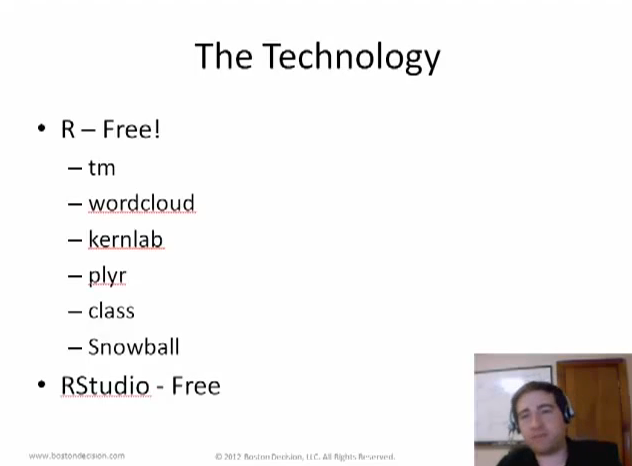 The Technology
• R – Free!
– tm
– wordcloud
– kernlab
– plyr
– class
– Snowball
• RStudio - Free
www.bostondecision.com
© 2012 Boston Decision, LLC. All Rights Reserved.